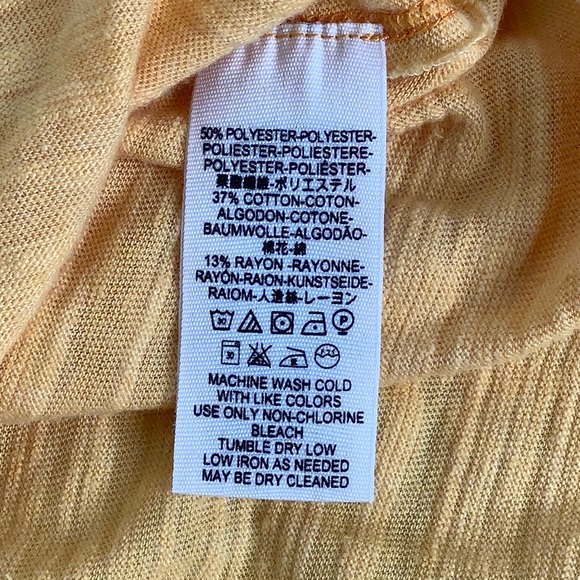 50% POLYESTER-POLYESTER-
POLIESTER-POLIESTERE-
POLYESTER-POLIÉSTER-
聚酯纖維-ポリエステル
37% COTTON-COTON-
ALGODON-COTONE-
BAUMWOLLE-ALGODÃO-
棉花-綿
13% RAYON -RAYONNE-
RAYÓN-RAION-KUNSTSEIDE-
RAIOM-人造絲-レーヨン
30
30
MACHINE WASH COLD
WITH LIKE COLORS
USE ONLY NON-CHLORINE
BLEACH
TUMBLE DRY LOW
LOW IRON AS NEEDED
MAY BE DRY CLEANED